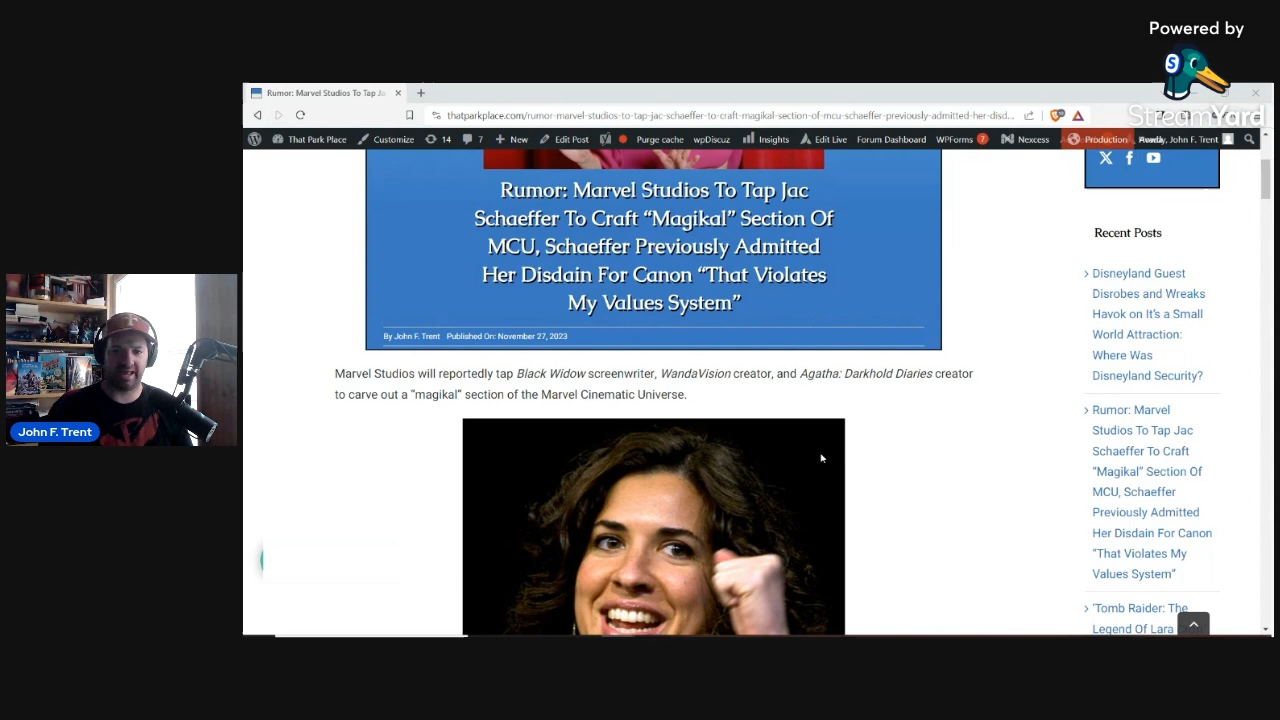 Powered by
S
StreamYard
Rumor: Marvel Studios To Tap Ja
thatparkplace.com/rumor-marvel-studios-to-tap-jac-schaeffer-to-craft-magikal-section-of-mcu-schaeffer-previously-admitted-her-disd...
That Park Place Customize 14 7 + New Edit Post Purge cache wpDiscuz Insights Edit Live Forum Dashboard WPForms 7 Nexcess Production John F. Trent
Rumor: Marvel Studios To Tap Jac
Schaeffer To Craft “Magikal” Section Of
MCU, Schaeffer Previously Admitted
Her Disdain For Canon “That Violates
My Values System”
By John F. Trent Published On: November 27, 2023
Marvel Studios will reportedly tap Black Widow screenwriter, WandaVision creator, and Agatha: Darkhold Diaries creator
to carve out a “magikal” section of the Marvel Cinematic Universe.
Recent Posts
Disneyland Guest
Disrobes and Wreaks
Havok on It's a Small
World Attraction:
Where Was
Disneyland Security?
Rumor: Marvel
Studios To Tap Jac
Schaeffer To Craft
“Magikal” Section Of
MCU, Schaeffer
Previously Admitted
Her Disdain For Canon
“That Violates My
Values System”
‘Tomb Raider: The
Legend Of Lara
John F. Trent